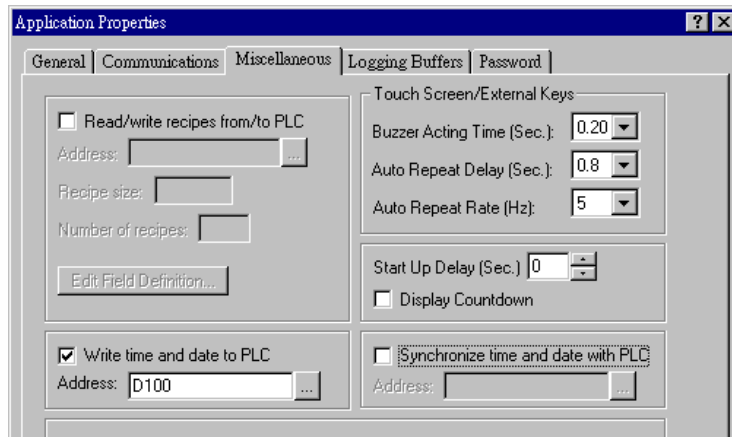 Application Properties
General Communications Miscellaneous Logging Buffers Password
Read/write recipes from/to PLC
Address: ...
Recipe size:
Number of recipes:
Edit Field Definition...
Touch Screen/External Keys
Buzzer Acting Time (Sec.): 0.20
Auto Repeat Delay (Sec.): 0.8
Auto Repeat Rate (Hz): 5
Start Up Delay (Sec.) 0
Display Countdown
Write time and date to PLC
Address: D100 ...
Synchronize time and date with PLC
Address: ...